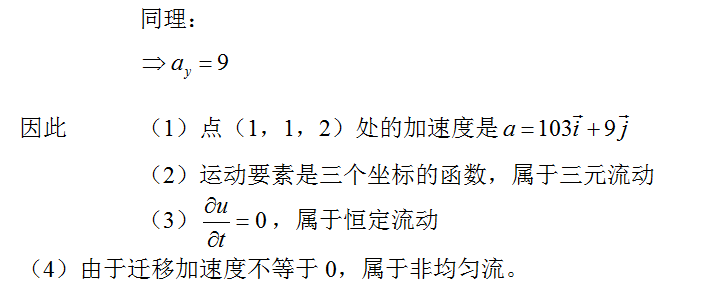 同理：
⇒ a_y = 9
因此 （1）点（1，1，2）处的加速度是 a = 103i⃗ + 9j⃗
（2）运动要素是三个坐标的函数，属于三元流动
（3）∂u/∂t = 0，属于恒定流动
（4）由于迁移加速度不等于 0，属于非均匀流。